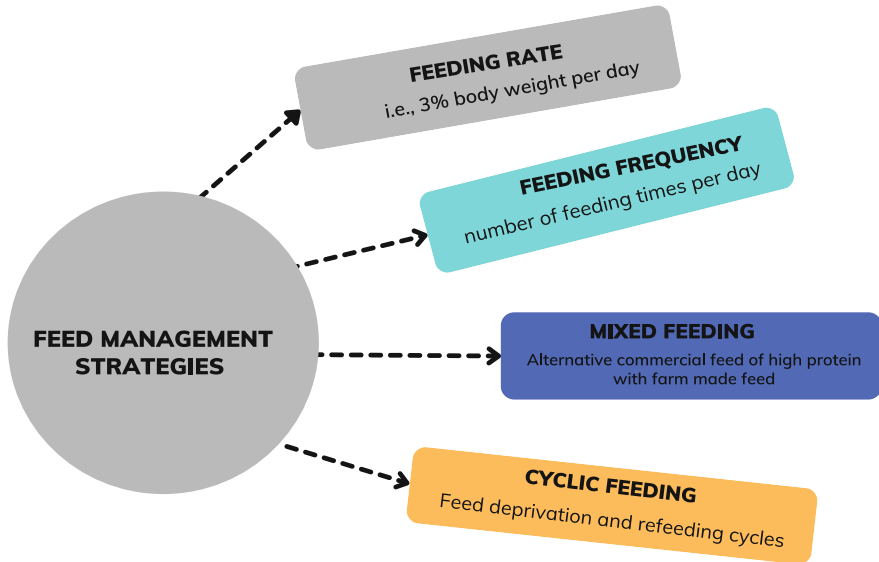 FEEDING RATE
i.e., 3% body weight per day
FEEDING FREQUENCY
number of feeding times per day
FEED MANAGEMENT
STRATEGIES
MIXED FEEDING
Alternative commercial feed of high protein
with farm made feed
CYCLIC FEEDING
Feed deprivation and refeeding cycles